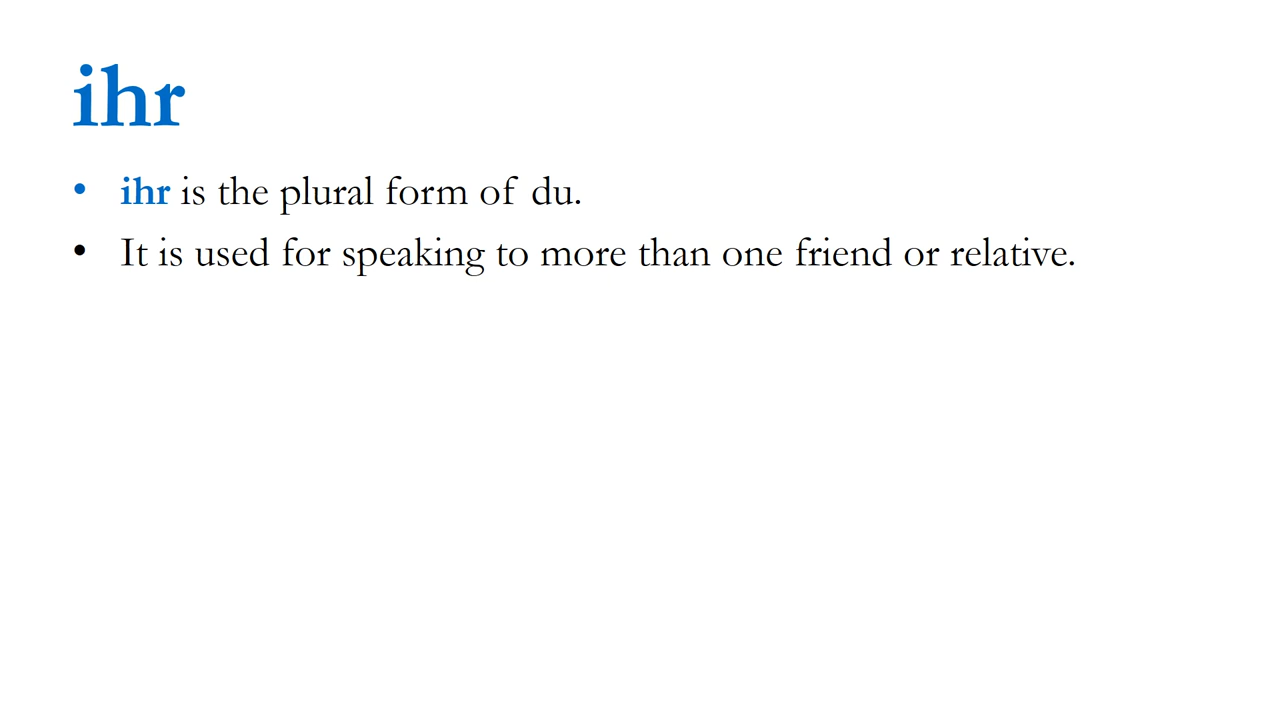 ihr
• ihr is the plural form of du.
• It is used for speaking to more than one friend or relative.